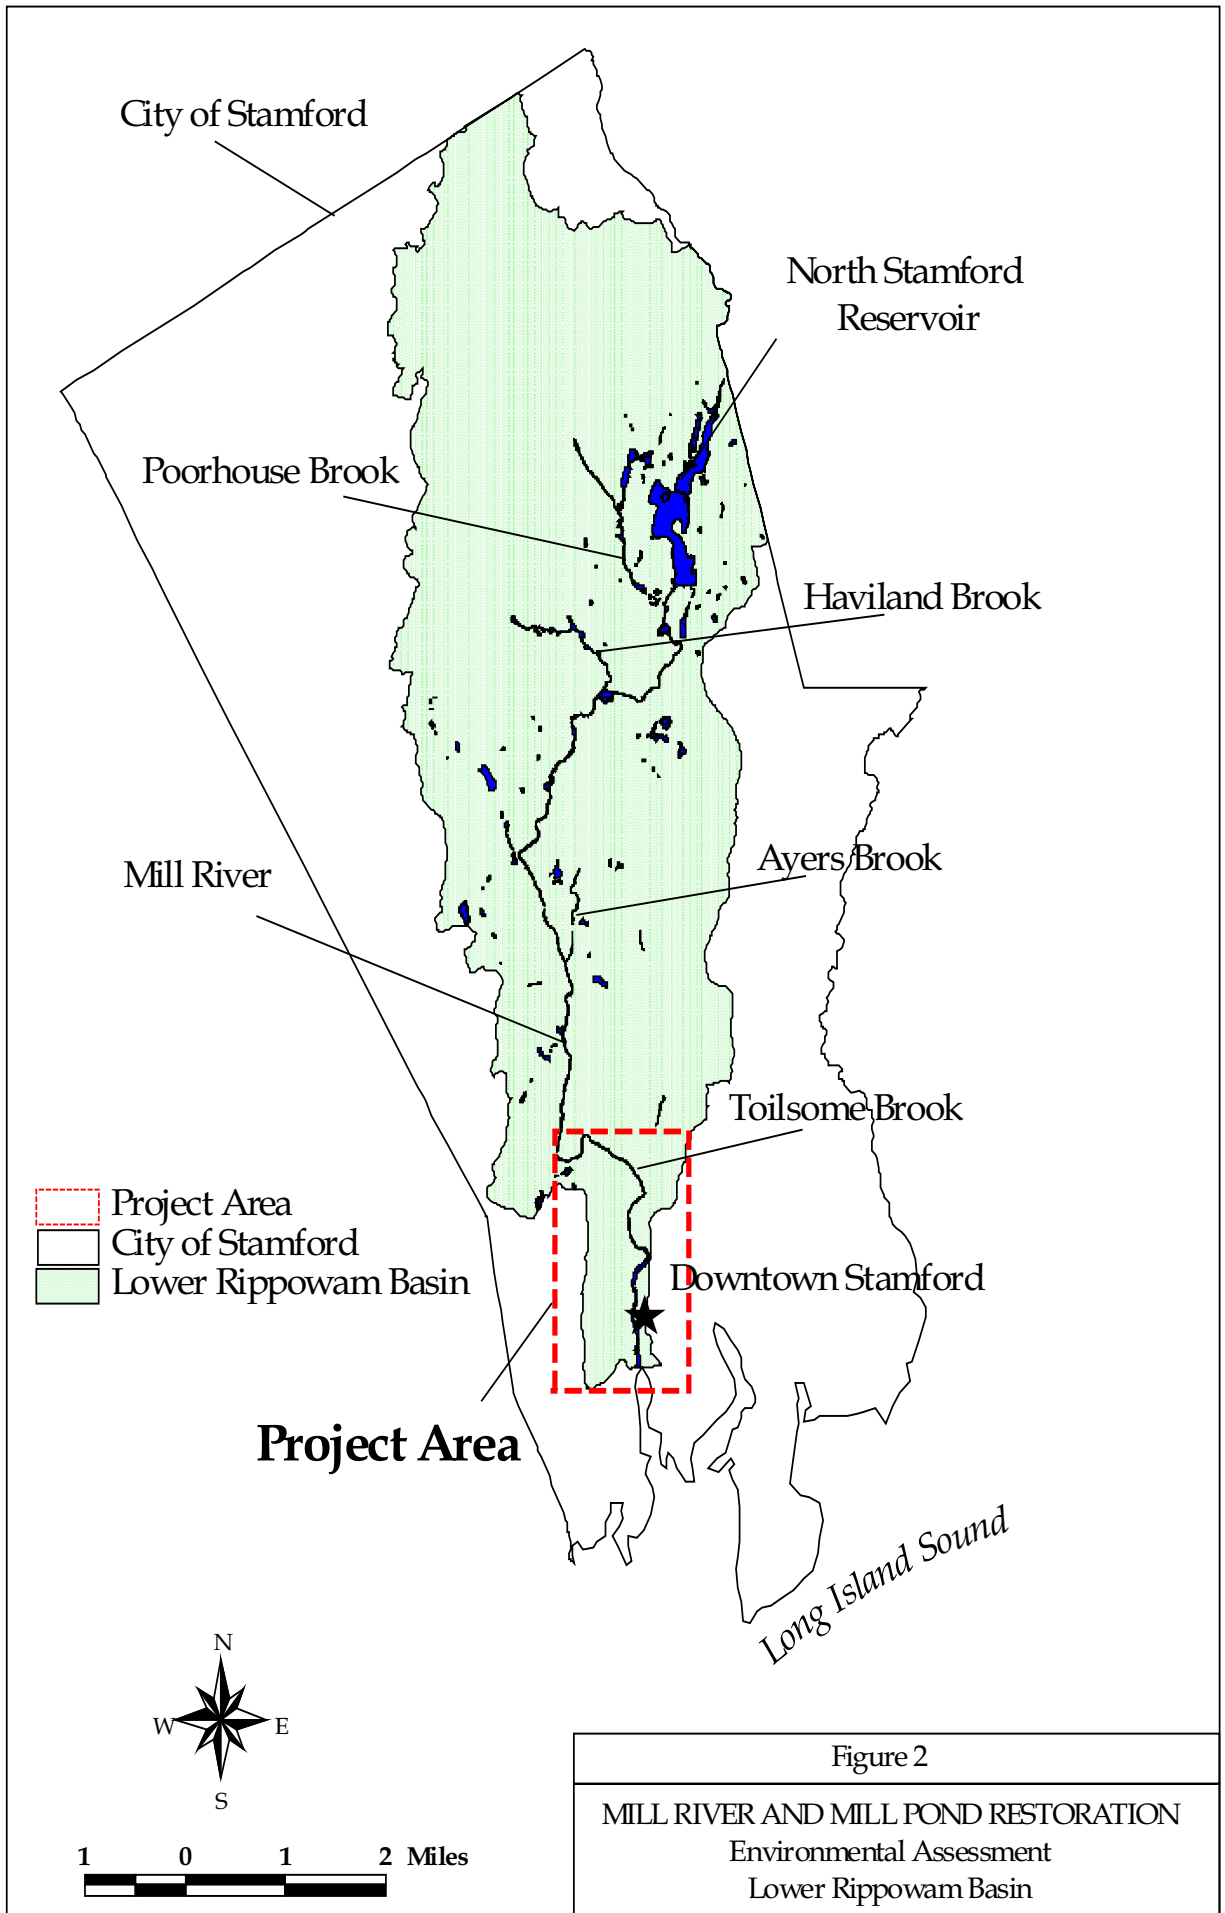 City of Stamford
North Stamford
Reservoir
Poorhouse Brook
Haviland Brook
Mill River
Ayers Brook
Toilsome Brook
Project Area
City of Stamford
Lower Rippowam Basin
Downtown Stamford
Project Area
Long Island Sound
N
W E
S
1 0 1 2 Miles
Figure 2
MILL RIVER AND MILL POND RESTORATION
Environmental Assessment
Lower Rippowam Basin